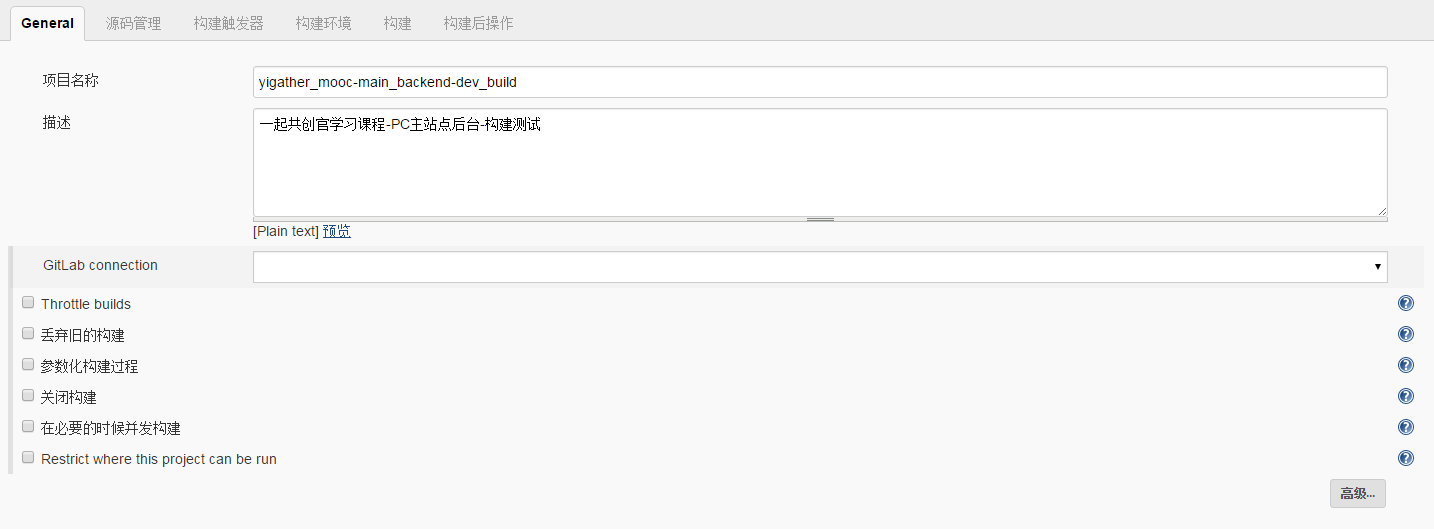 General 源码管理 构建触发器 构建环境 构建 构建后操作
项目名称 yigather_mooc-main_backend-dev_build
描述 一起共创官学习课程-PC主站点后台-构建测试
[Plain text] 预览
GitLab connection
Throttle builds
丢弃旧的构建
参数化构建过程
关闭构建
在必要的时候并发构建
Restrict where this project can be run
高级...